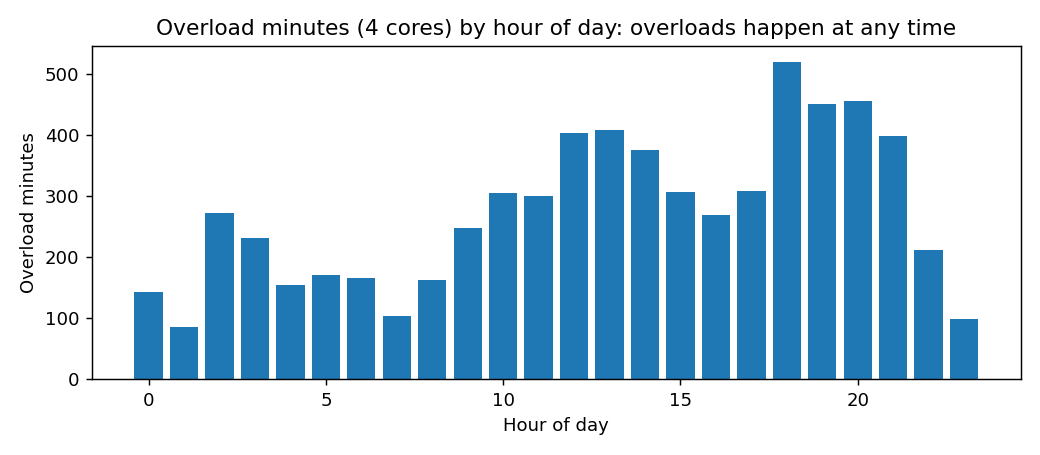 Overload minutes (4 cores) by hour of day: overloads happen at any time
Overload minutes
500
400
300
200
100
0
0 5 10 15 20
Hour of day